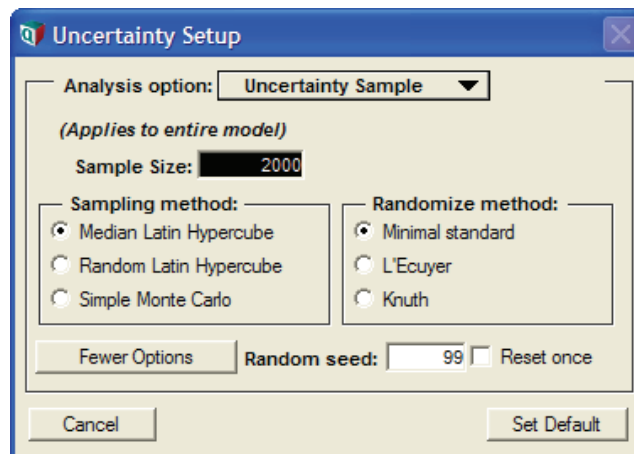 Uncertainty Setup
Analysis option: Uncertainty Sample
(Applies to entire model)
Sample Size: 2000
Sampling method:
Median Latin Hypercube
Random Latin Hypercube
Simple Monte Carlo
Randomize method:
Minimal standard
L'Ecuyer
Knuth
Fewer Options Random seed: 99 Reset once
Cancel Set Default